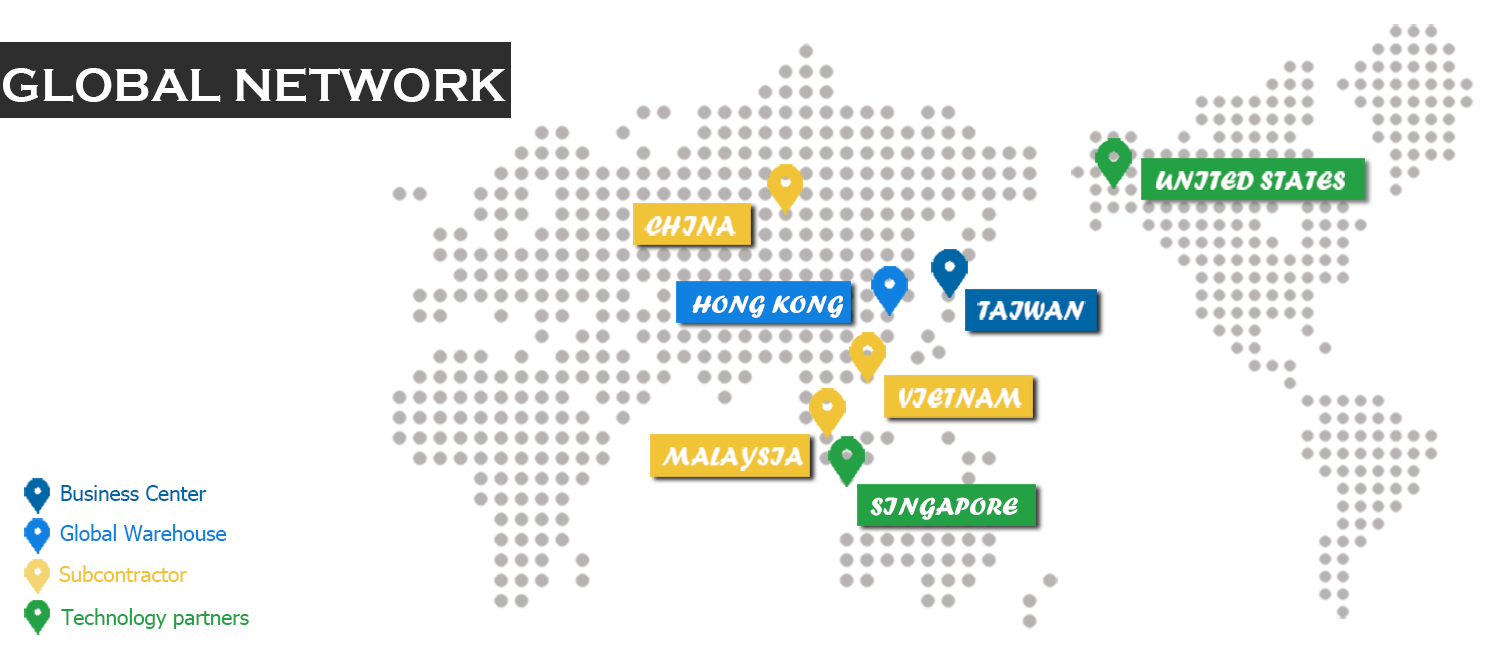 GLOBAL NETWORK
UNITED STATES
CHINA
HONG KONG
TAIWAN
VIETNAM
MALAYSIA
SINGAPORE
Business Center
Global Warehouse
Subcontractor
Technology partners